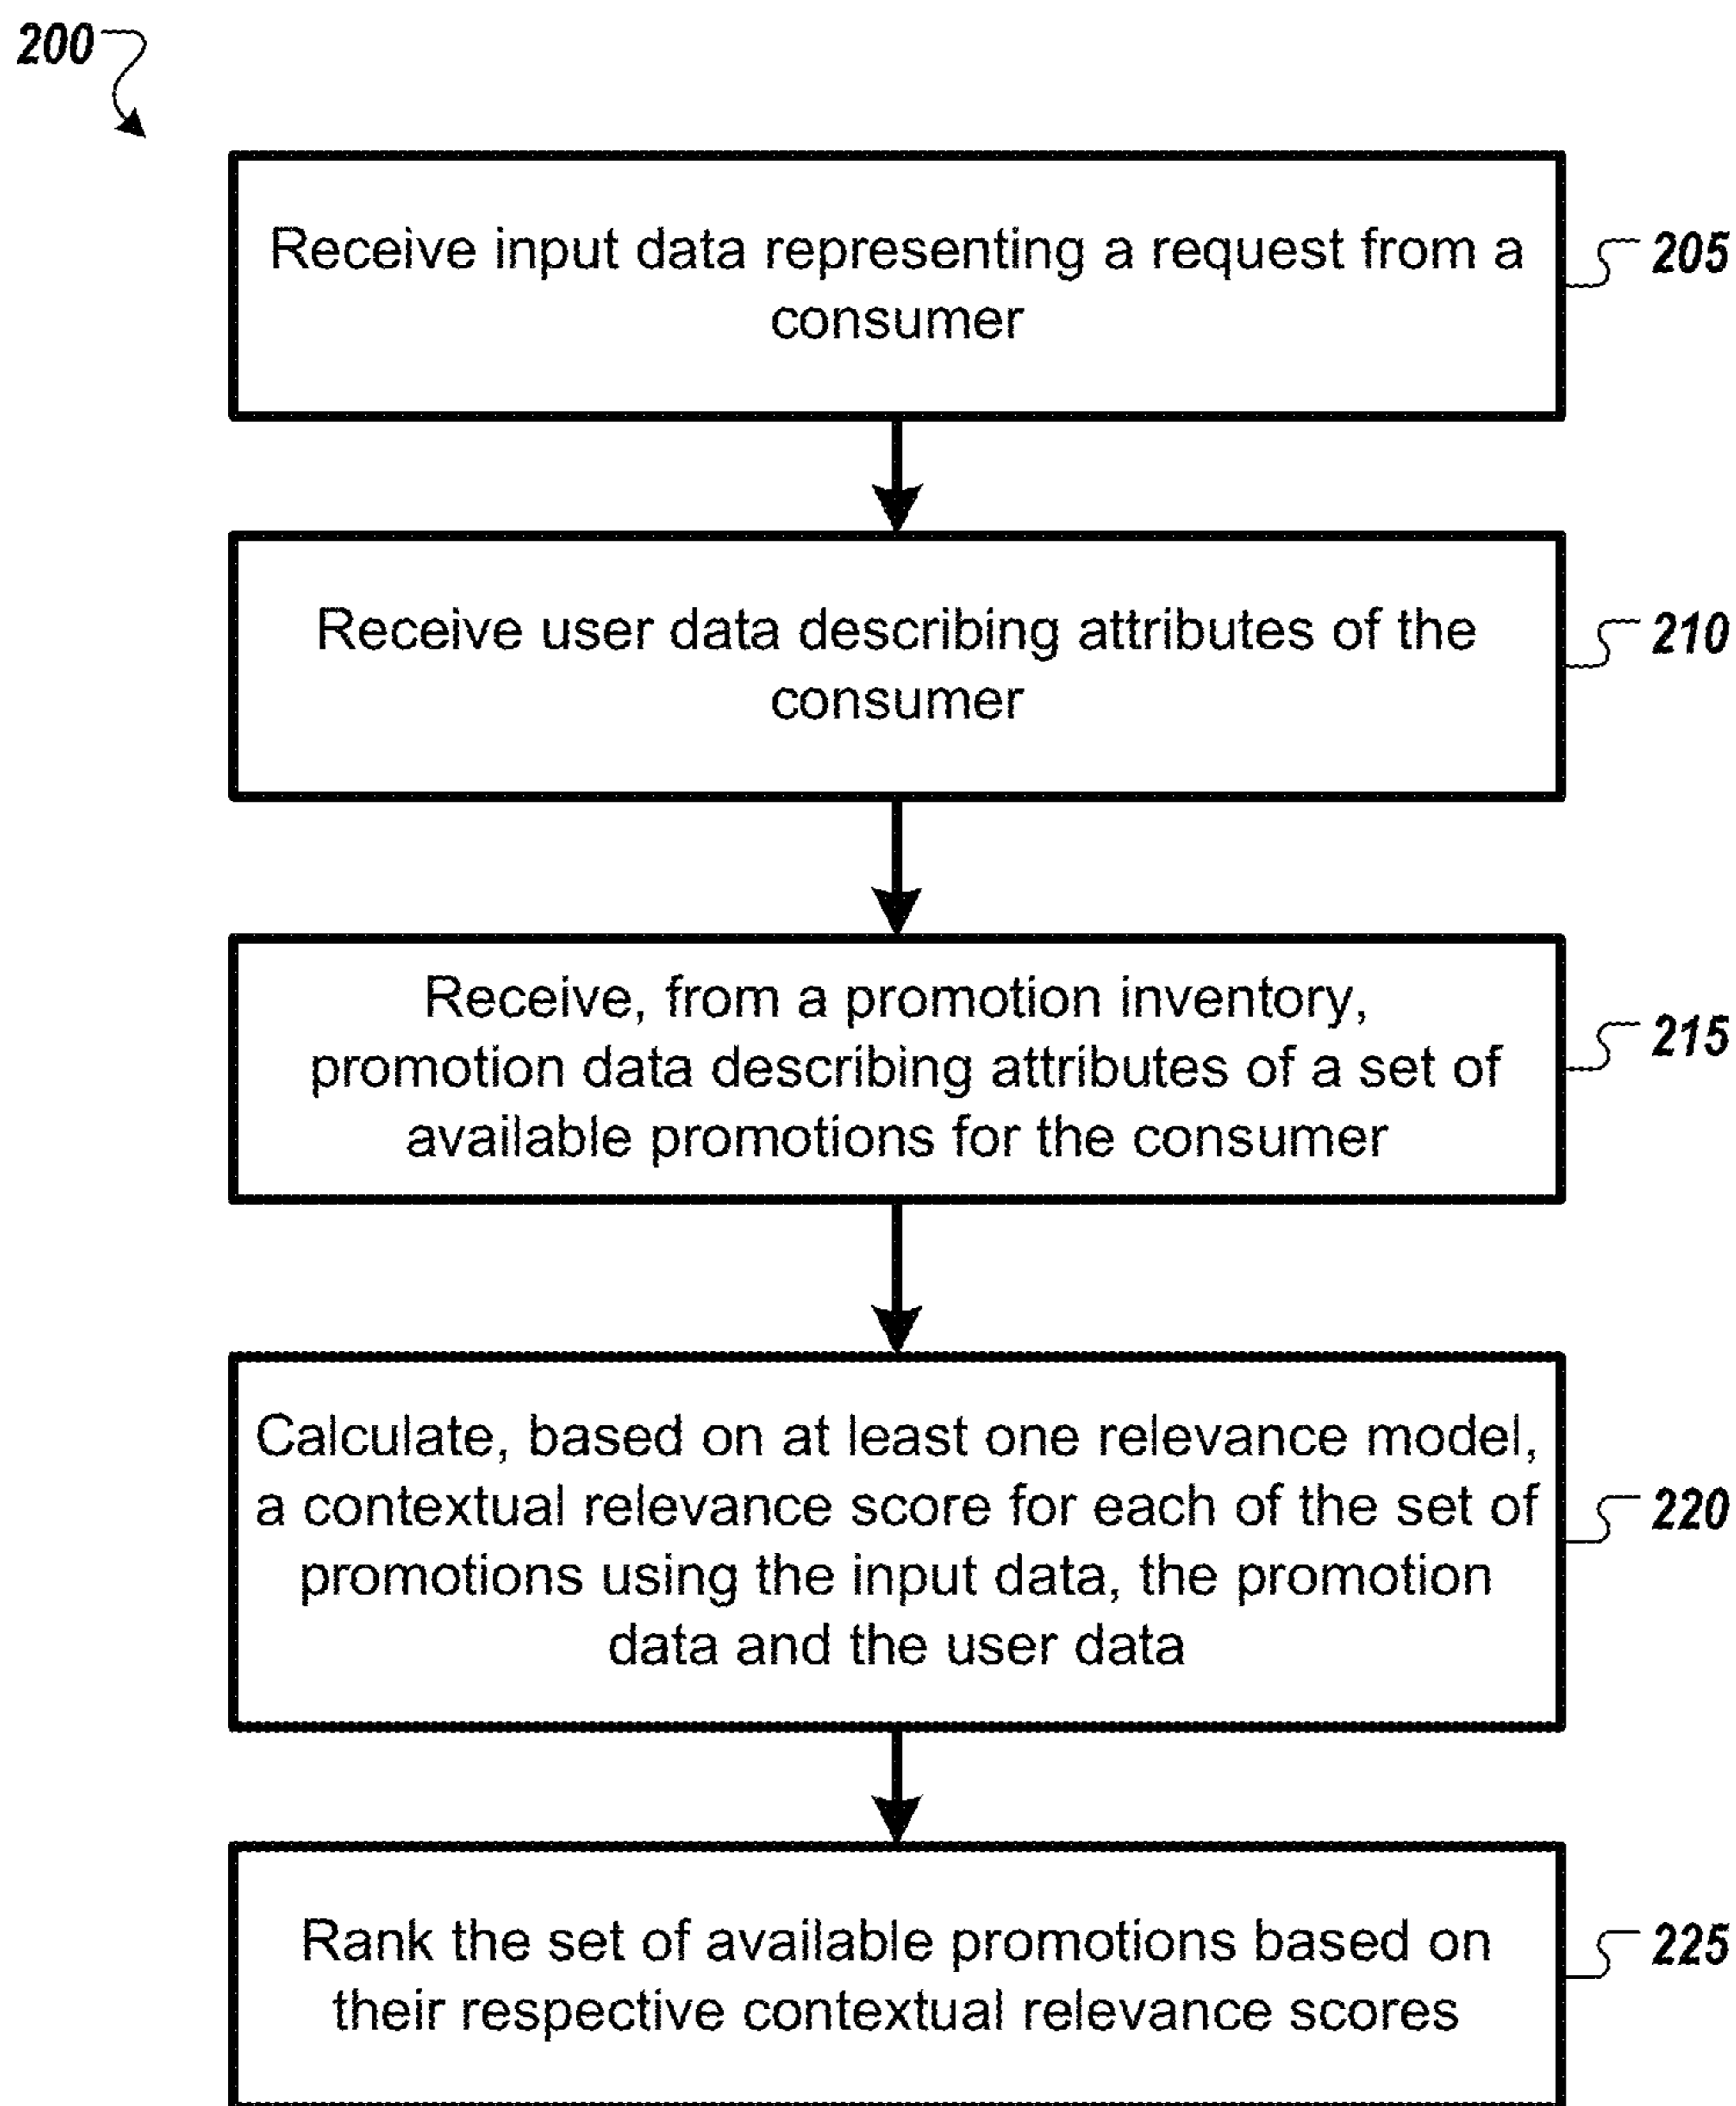 200
Receive input data representing a request from a
consumer
205
Receive user data describing attributes of the
consumer
210
Receive, from a promotion inventory,
promotion data describing attributes of a set of
available promotions for the consumer
215
Calculate, based on at least one relevance model,
a contextual relevance score for each of the set of
promotions using the input data, the promotion
data and the user data
220
Rank the set of available promotions based on
their respective contextual relevance scores
225